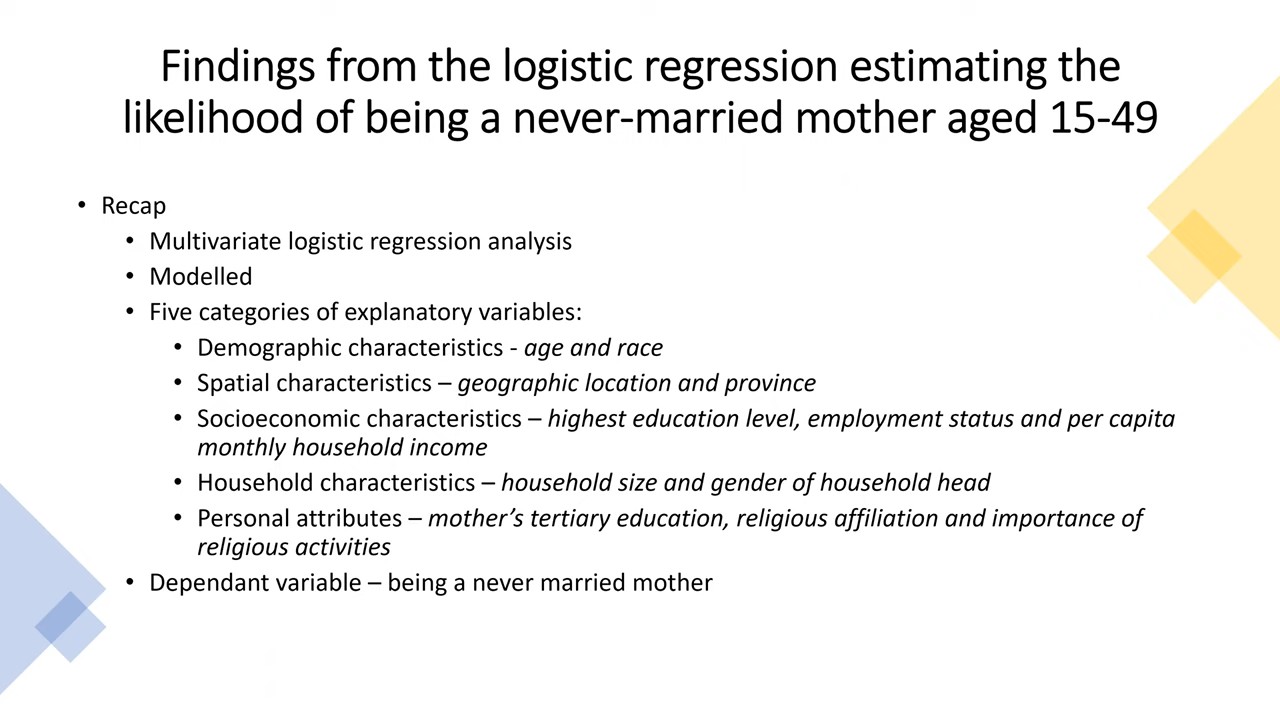 Findings from the logistic regression estimating the
likelihood of being a never-married mother aged 15-49
• Recap
• Multivariate logistic regression analysis
• Modelled
• Five categories of explanatory variables:
• Demographic characteristics - age and race
• Spatial characteristics – geographic location and province
• Socioeconomic characteristics – highest education level, employment status and per capita
monthly household income
• Household characteristics – household size and gender of household head
• Personal attributes – mother’s tertiary education, religious affiliation and importance of
religious activities
• Dependant variable – being a never married mother